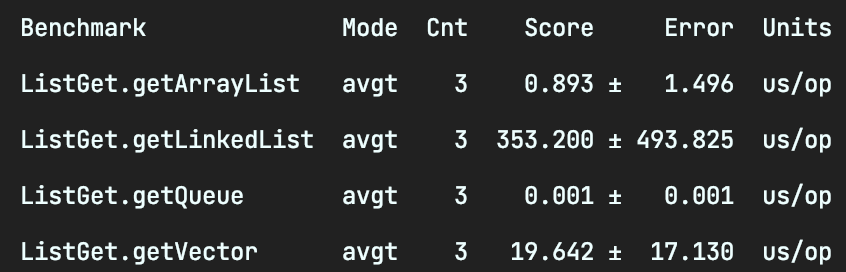 Benchmark Mode Cnt Score Error Units
ListGet.getArrayList avgt 3 0.893 ± 1.496 us/op
ListGet.getLinkedList avgt 3 353.200 ± 493.825 us/op
ListGet.getQueue avgt 3 0.001 ± 0.001 us/op
ListGet.getVector avgt 3 19.642 ± 17.130 us/op